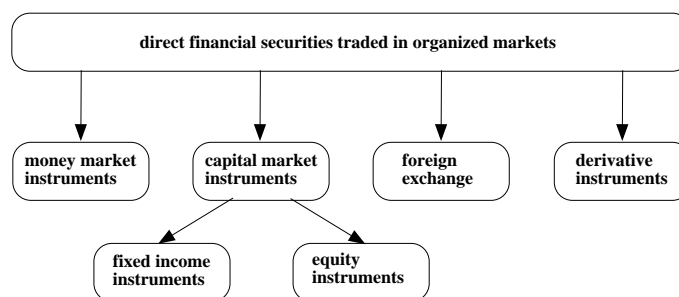 direct financial securities traded in organized markets
money market
instruments
capital market
instruments
foreign
exchange
derivative
instruments
fixed income
instruments
equity
instruments